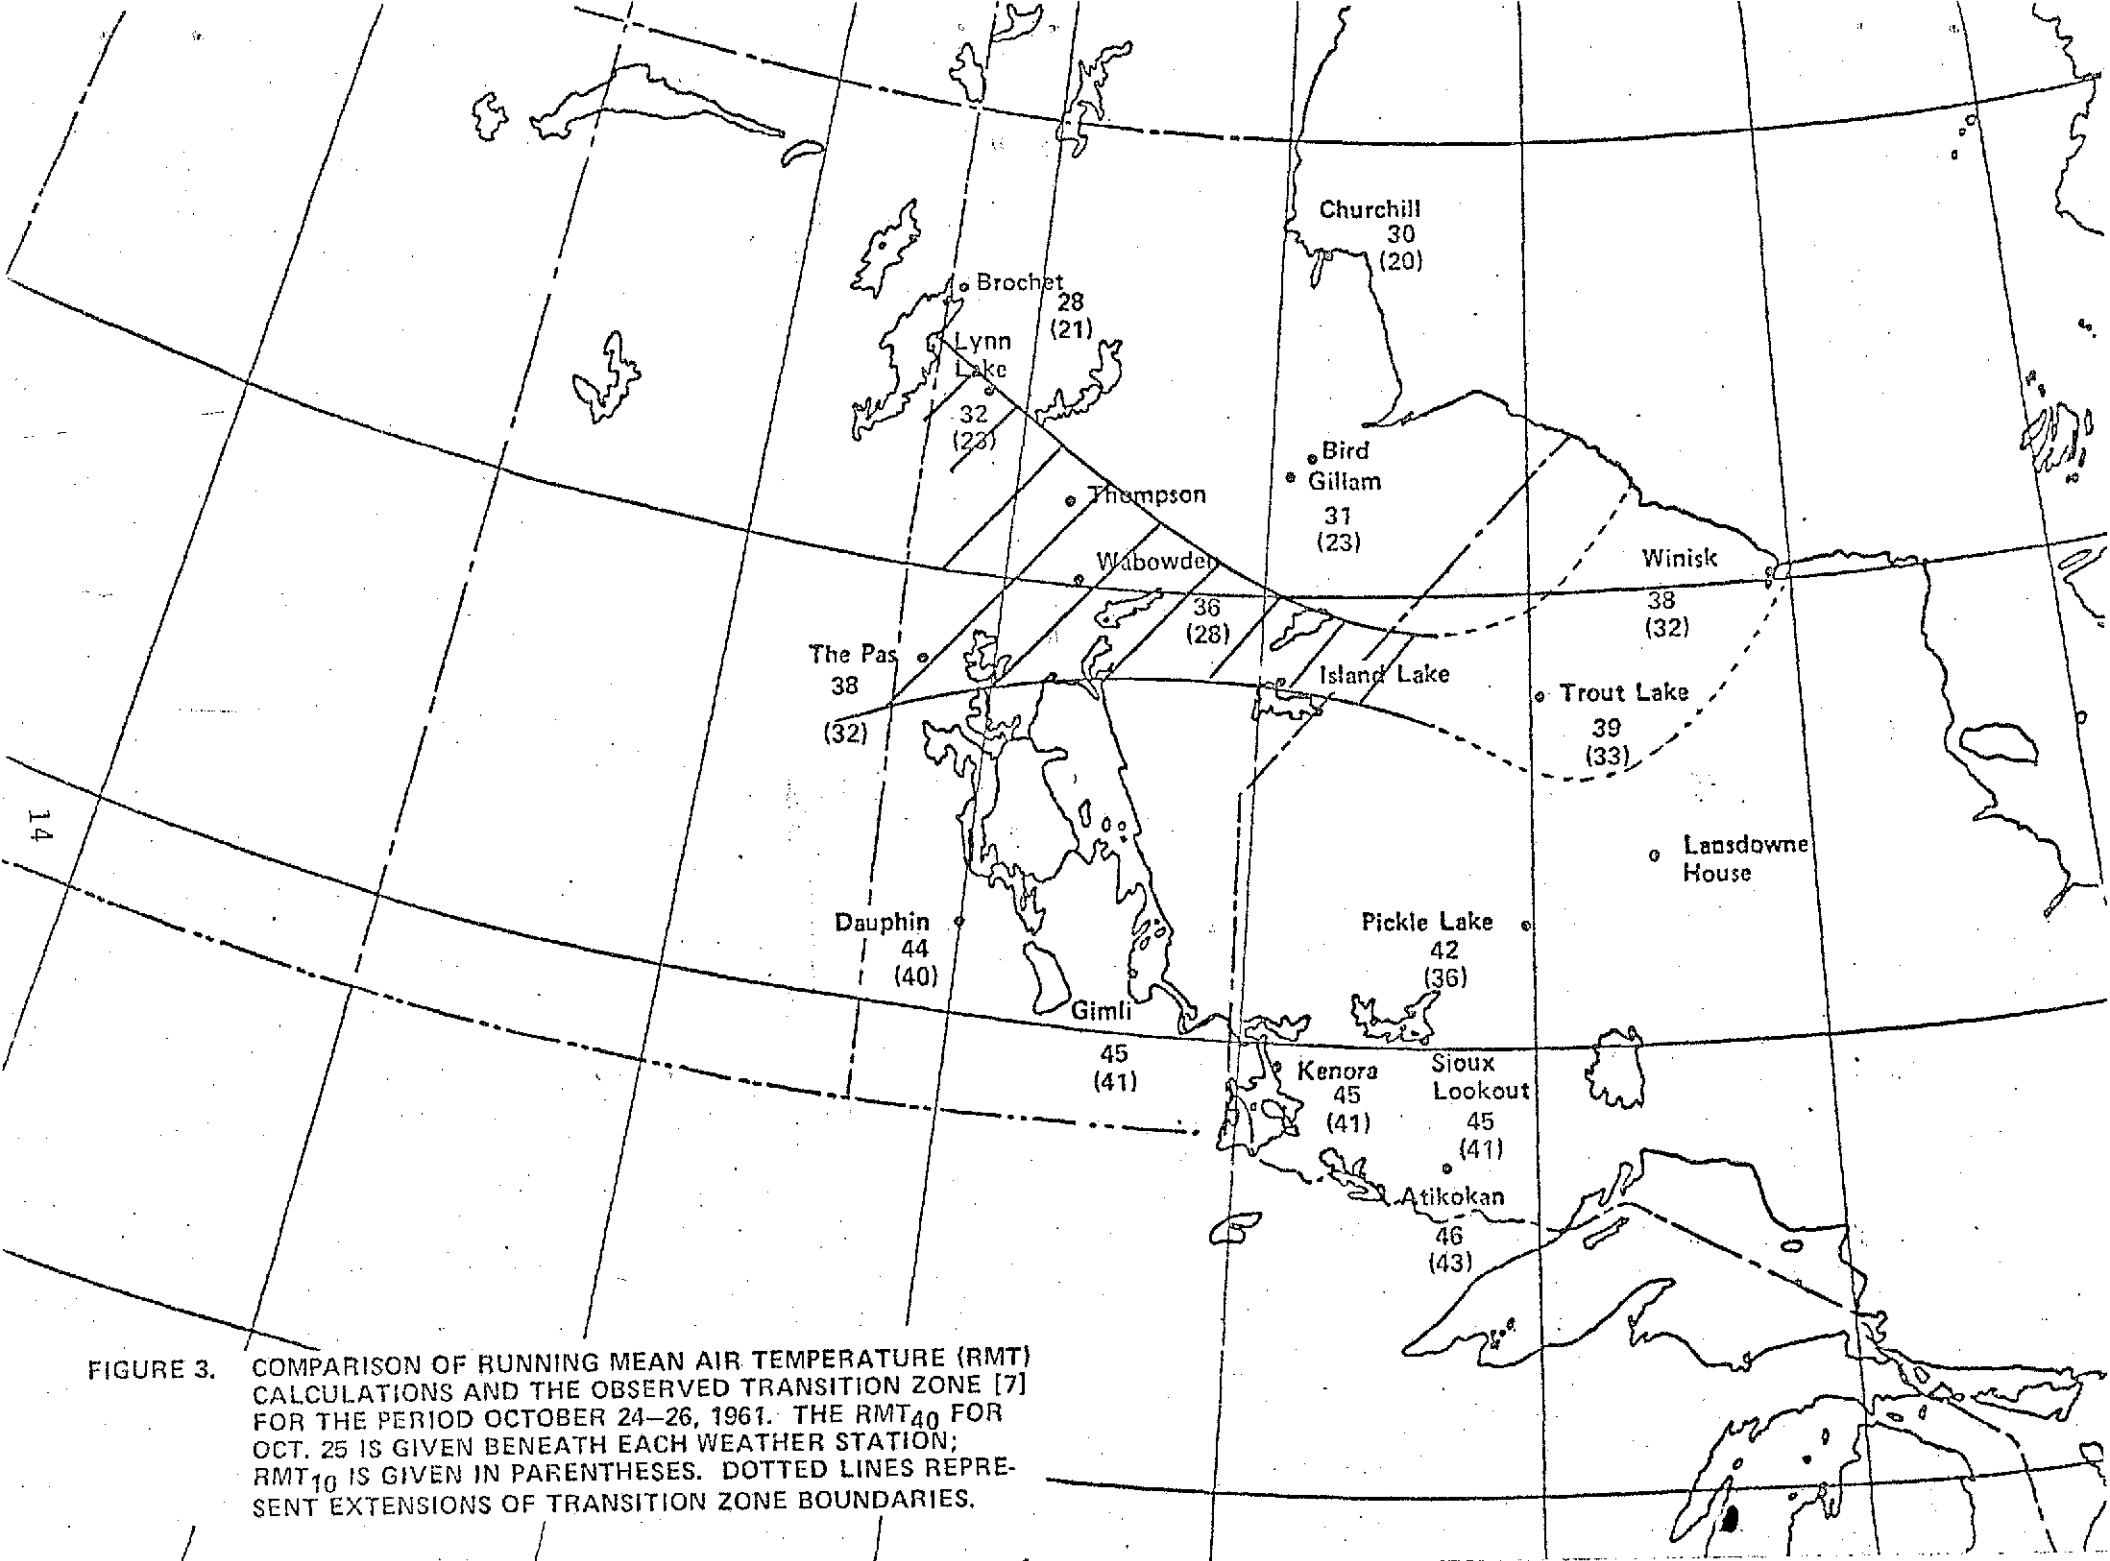 Churchill
30
(20)
Brochet
28
(21)
Lynn
Lake
32
(23)
Bird
Gillam
31
(23)
Thompson
Wabowden
36
(28)
Winisk
38
(32)
The Pas
38
(32)
Island Lake
Trout Lake
39
(33)
14
Lansdowne
House
Dauphin
44
(40)
Pickle Lake
42
(36)
Gimli
45
(41)
Kenora
45
(41)
Sioux
Lookout
45
(41)
Atikokan
46
(43)
FIGURE 3. COMPARISON OF RUNNING MEAN AIR TEMPERATURE (RMT)
CALCULATIONS AND THE OBSERVED TRANSITION ZONE [7]
FOR THE PERIOD OCTOBER 24–26, 1961. THE RMT40 FOR
OCT. 25 IS GIVEN BENEATH EACH WEATHER STATION;
RMT10 IS GIVEN IN PARENTHESES. DOTTED LINES REPRE-
SENT EXTENSIONS OF TRANSITION ZONE BOUNDARIES.